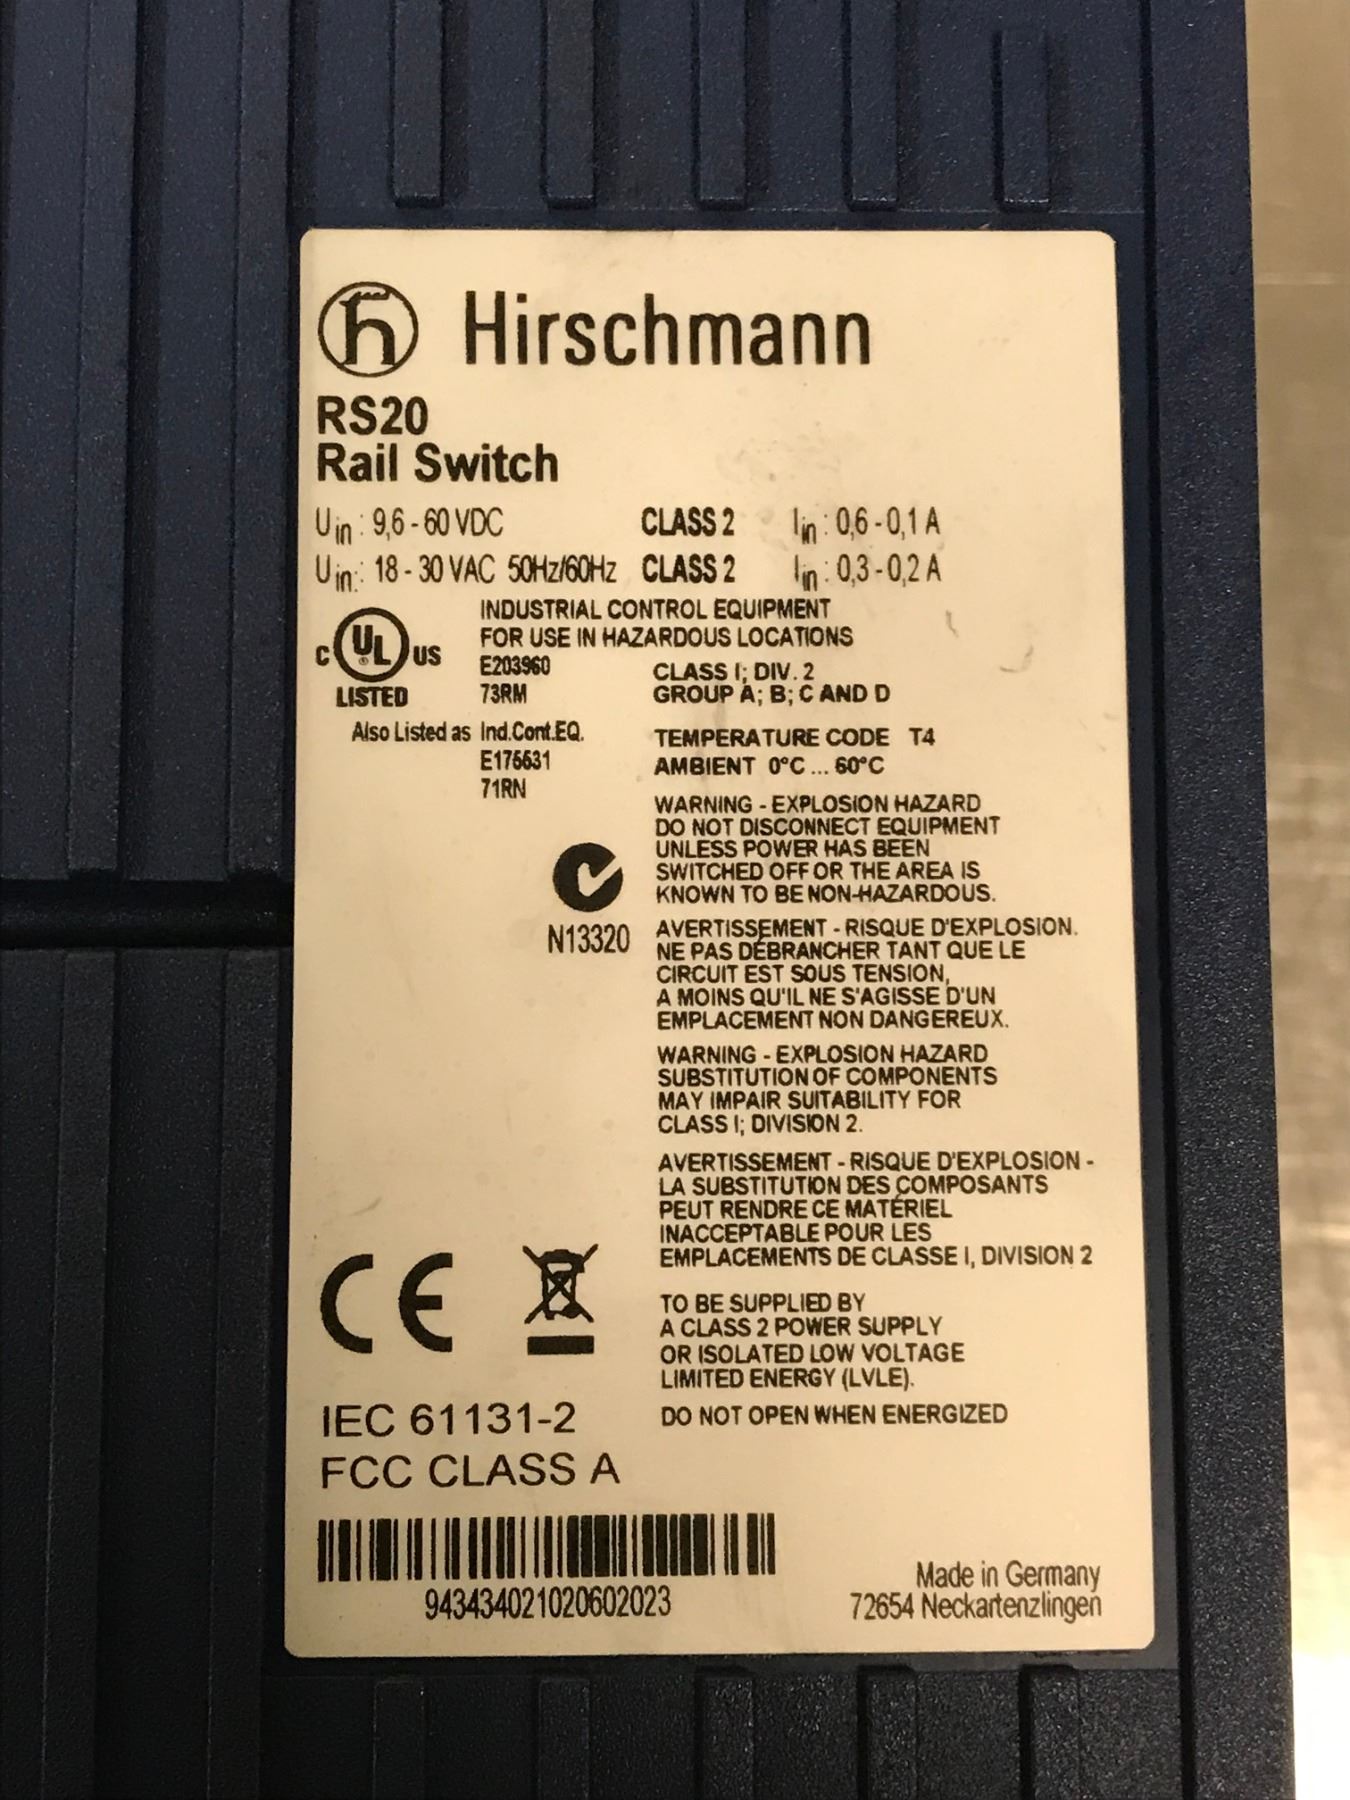 Hirschmann
RS20
Rail Switch
Uin : 9,6 - 60 VDC CLASS 2 Iin : 0,6 - 0,1 A
Uin : 18 - 30 VAC 50Hz/60Hz CLASS 2 Iin : 0,3 - 0,2 A
INDUSTRIAL CONTROL EQUIPMENT
FOR USE IN HAZARDOUS LOCATIONS
C UL ® US
LISTED
E203960
73RM
CLASS I; DIV. 2
GROUP A; B; C AND D
Also Listed as Ind.Cont.EQ.
E175531
71RN
TEMPERATURE CODE T4
AMBIENT 0°C ... 60°C
WARNING - EXPLOSION HAZARD
DO NOT DISCONNECT EQUIPMENT
UNLESS POWER HAS BEEN
SWITCHED OFF OR THE AREA IS
KNOWN TO BE NON-HAZARDOUS.
N13320
AVERTISSEMENT - RISQUE D'EXPLOSION.
NE PAS DÉBRANCHER TANT QUE LE
CIRCUIT EST SOUS TENSION,
A MOINS QU'IL NE S'AGISSE D'UN
EMPLACEMENT NON DANGEREUX.
WARNING - EXPLOSION HAZARD
SUBSTITUTION OF COMPONENTS
MAY IMPAIR SUITABILITY FOR
CLASS I; DIVISION 2.
AVERTISSEMENT - RISQUE D'EXPLOSION -
LA SUBSTITUTION DES COMPOSANTS
PEUT RENDRE CE MATÉRIEL
INACCEPTABLE POUR LES
EMPLACEMENTS DE CLASSE I, DIVISION 2
CE
TO BE SUPPLIED BY
A CLASS 2 POWER SUPPLY
OR ISOLATED LOW VOLTAGE
LIMITED ENERGY (LVLE).
DO NOT OPEN WHEN ENERGIZED
IEC 61131-2
FCC CLASS A
943434021020602023
Made in Germany
72654 Neckartenzlingen